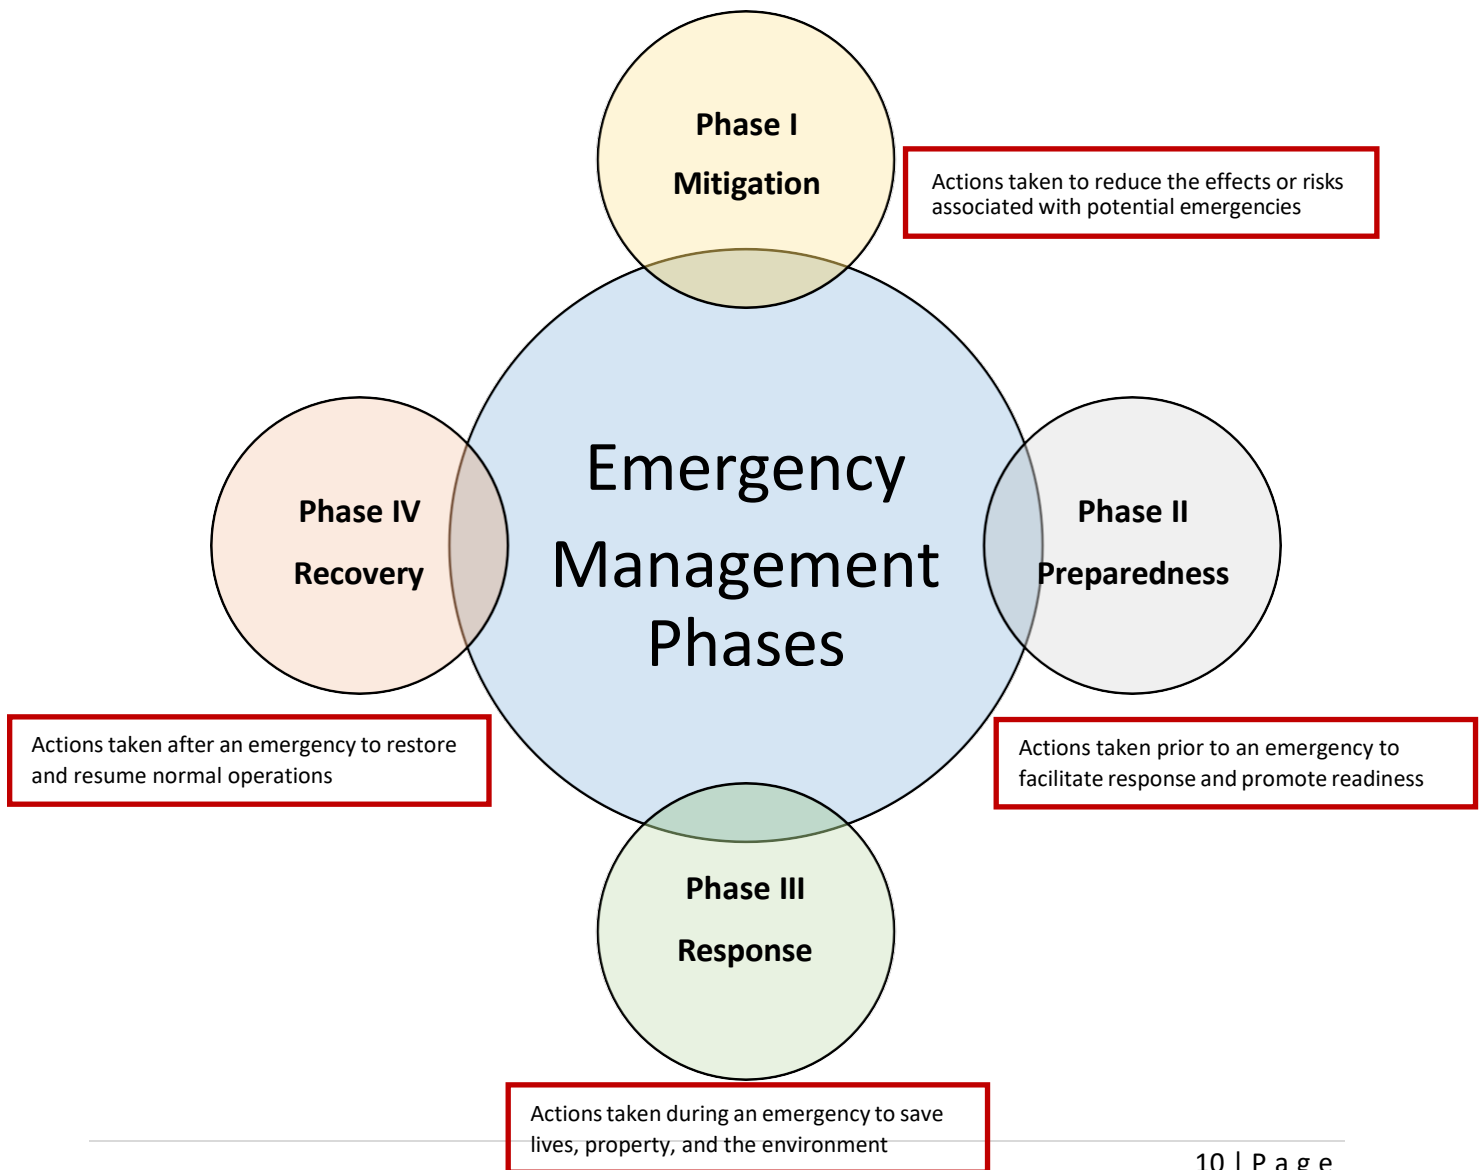 Phase I
Mitigation
Actions taken to reduce the effects or risks
associated with potential emergencies
Emergency
Management
Phases
Phase IV
Recovery
Phase II
Preparedness
Actions taken after an emergency to restore
and resume normal operations
Actions taken prior to an emergency to
facilitate response and promote readiness
Phase III
Response
Actions taken during an emergency to save
lives, property, and the environment
10 | P a g e